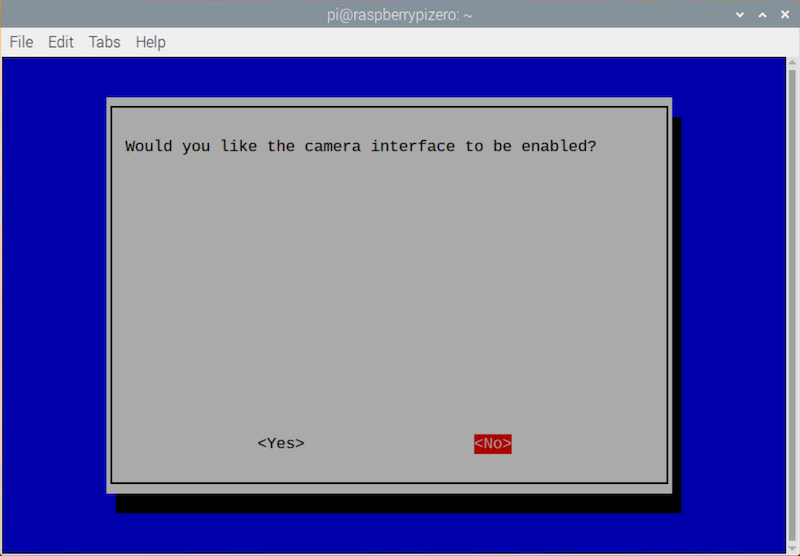 pi@raspberrypizero: ~
File Edit Tabs Help
Would you like the camera interface to be enabled?
<Yes> <No>